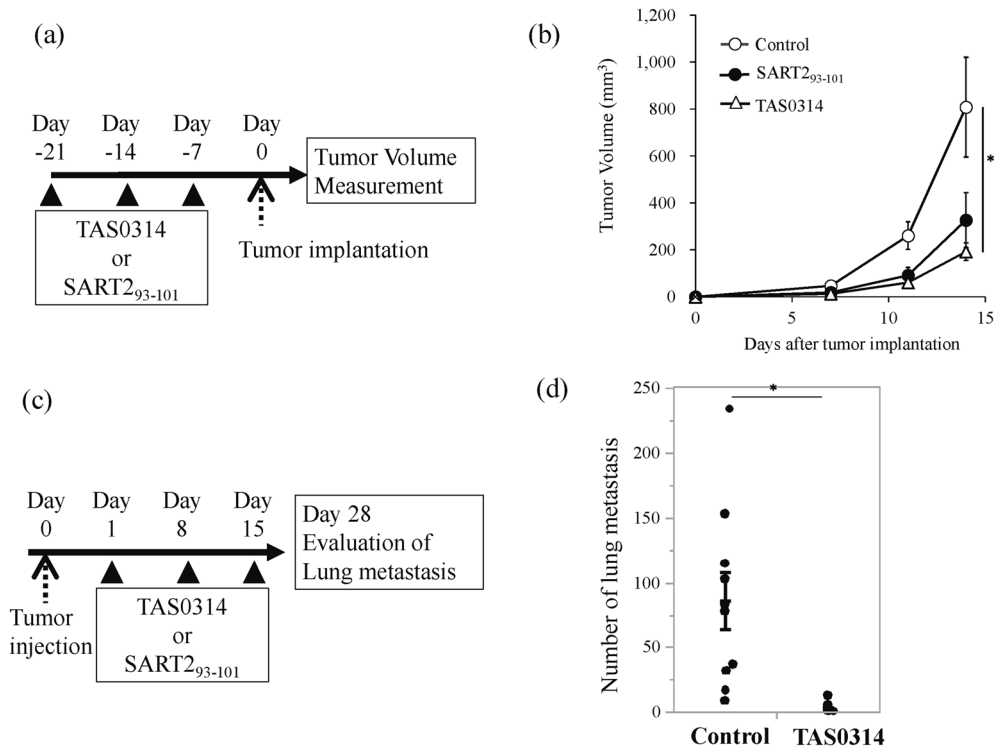 (a)
Day Day Day Day
-21 -14 -7 0
Tumor Volume
Measurement
TAS0314
or
SART2₉₃₋₁₀₁
Tumor implantation
(b)
1,200
1,000
800
600
400
200
0
Tumor Volume (mm³)
Control
SART2₉₃₋₁₀₁
TAS0314
*
0 5 10 15
Days after tumor implantation
(c)
Day Day Day Day
0 1 8 15
Day 28
Evaluation of
Lung metastasis
Tumor
injection
TAS0314
or
SART2₉₃₋₁₀₁
(d)
250
200
150
100
50
0
Number of lung metastasis
*
Control TAS0314